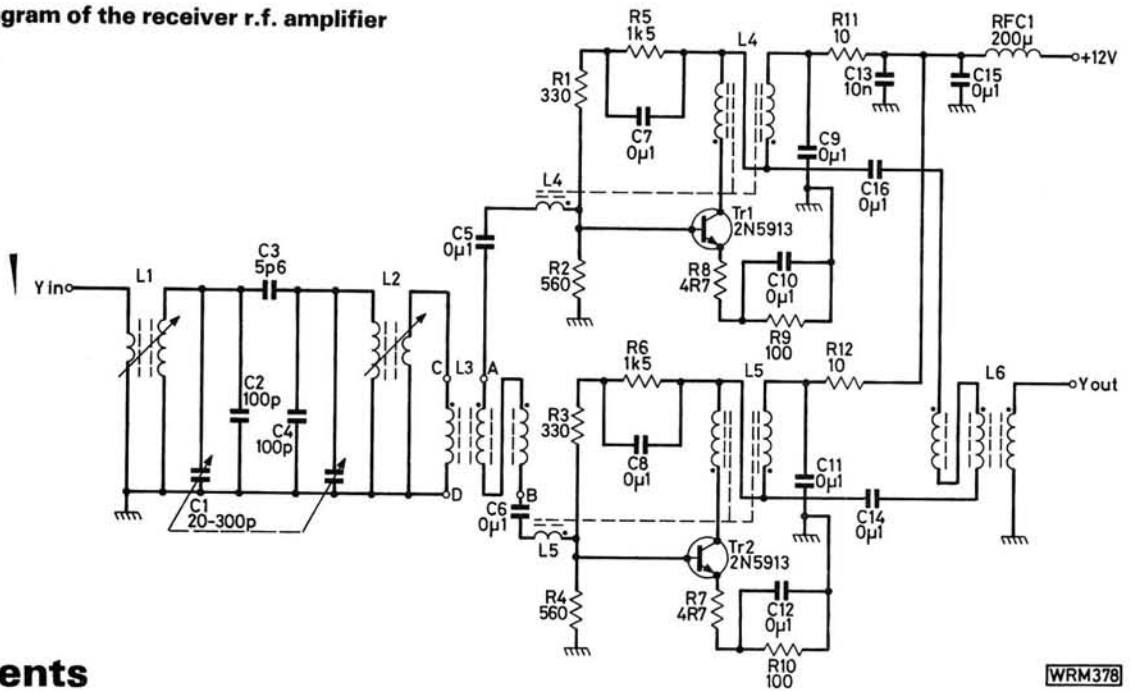 gram of the receiver r.f. amplifier
R5
1k5
L4
R11
10
RFC1
200µ
+12V
R1
330
C7
0µ1
C13
10n
C15
0µ1
C9
0µ1
L4
C16
0µ1
C5
0µ1
Tr1
2N5913
C3
5p6
L1
L2
Y in
R2
560
R8
4R7
C10
0µ1
R9
100
R6
1k5
L5
R12
10
L6
Y out
C
L3
A
C2
100p
C4
100p
R3
330
C8
0µ1
C11
0µ1
C1
20-300p
D
B
C6
0µ1
C14
0µ1
L5
Tr2
2N5913
R4
560
R7
4R7
C12
0µ1
R10
100
ents
WRM378